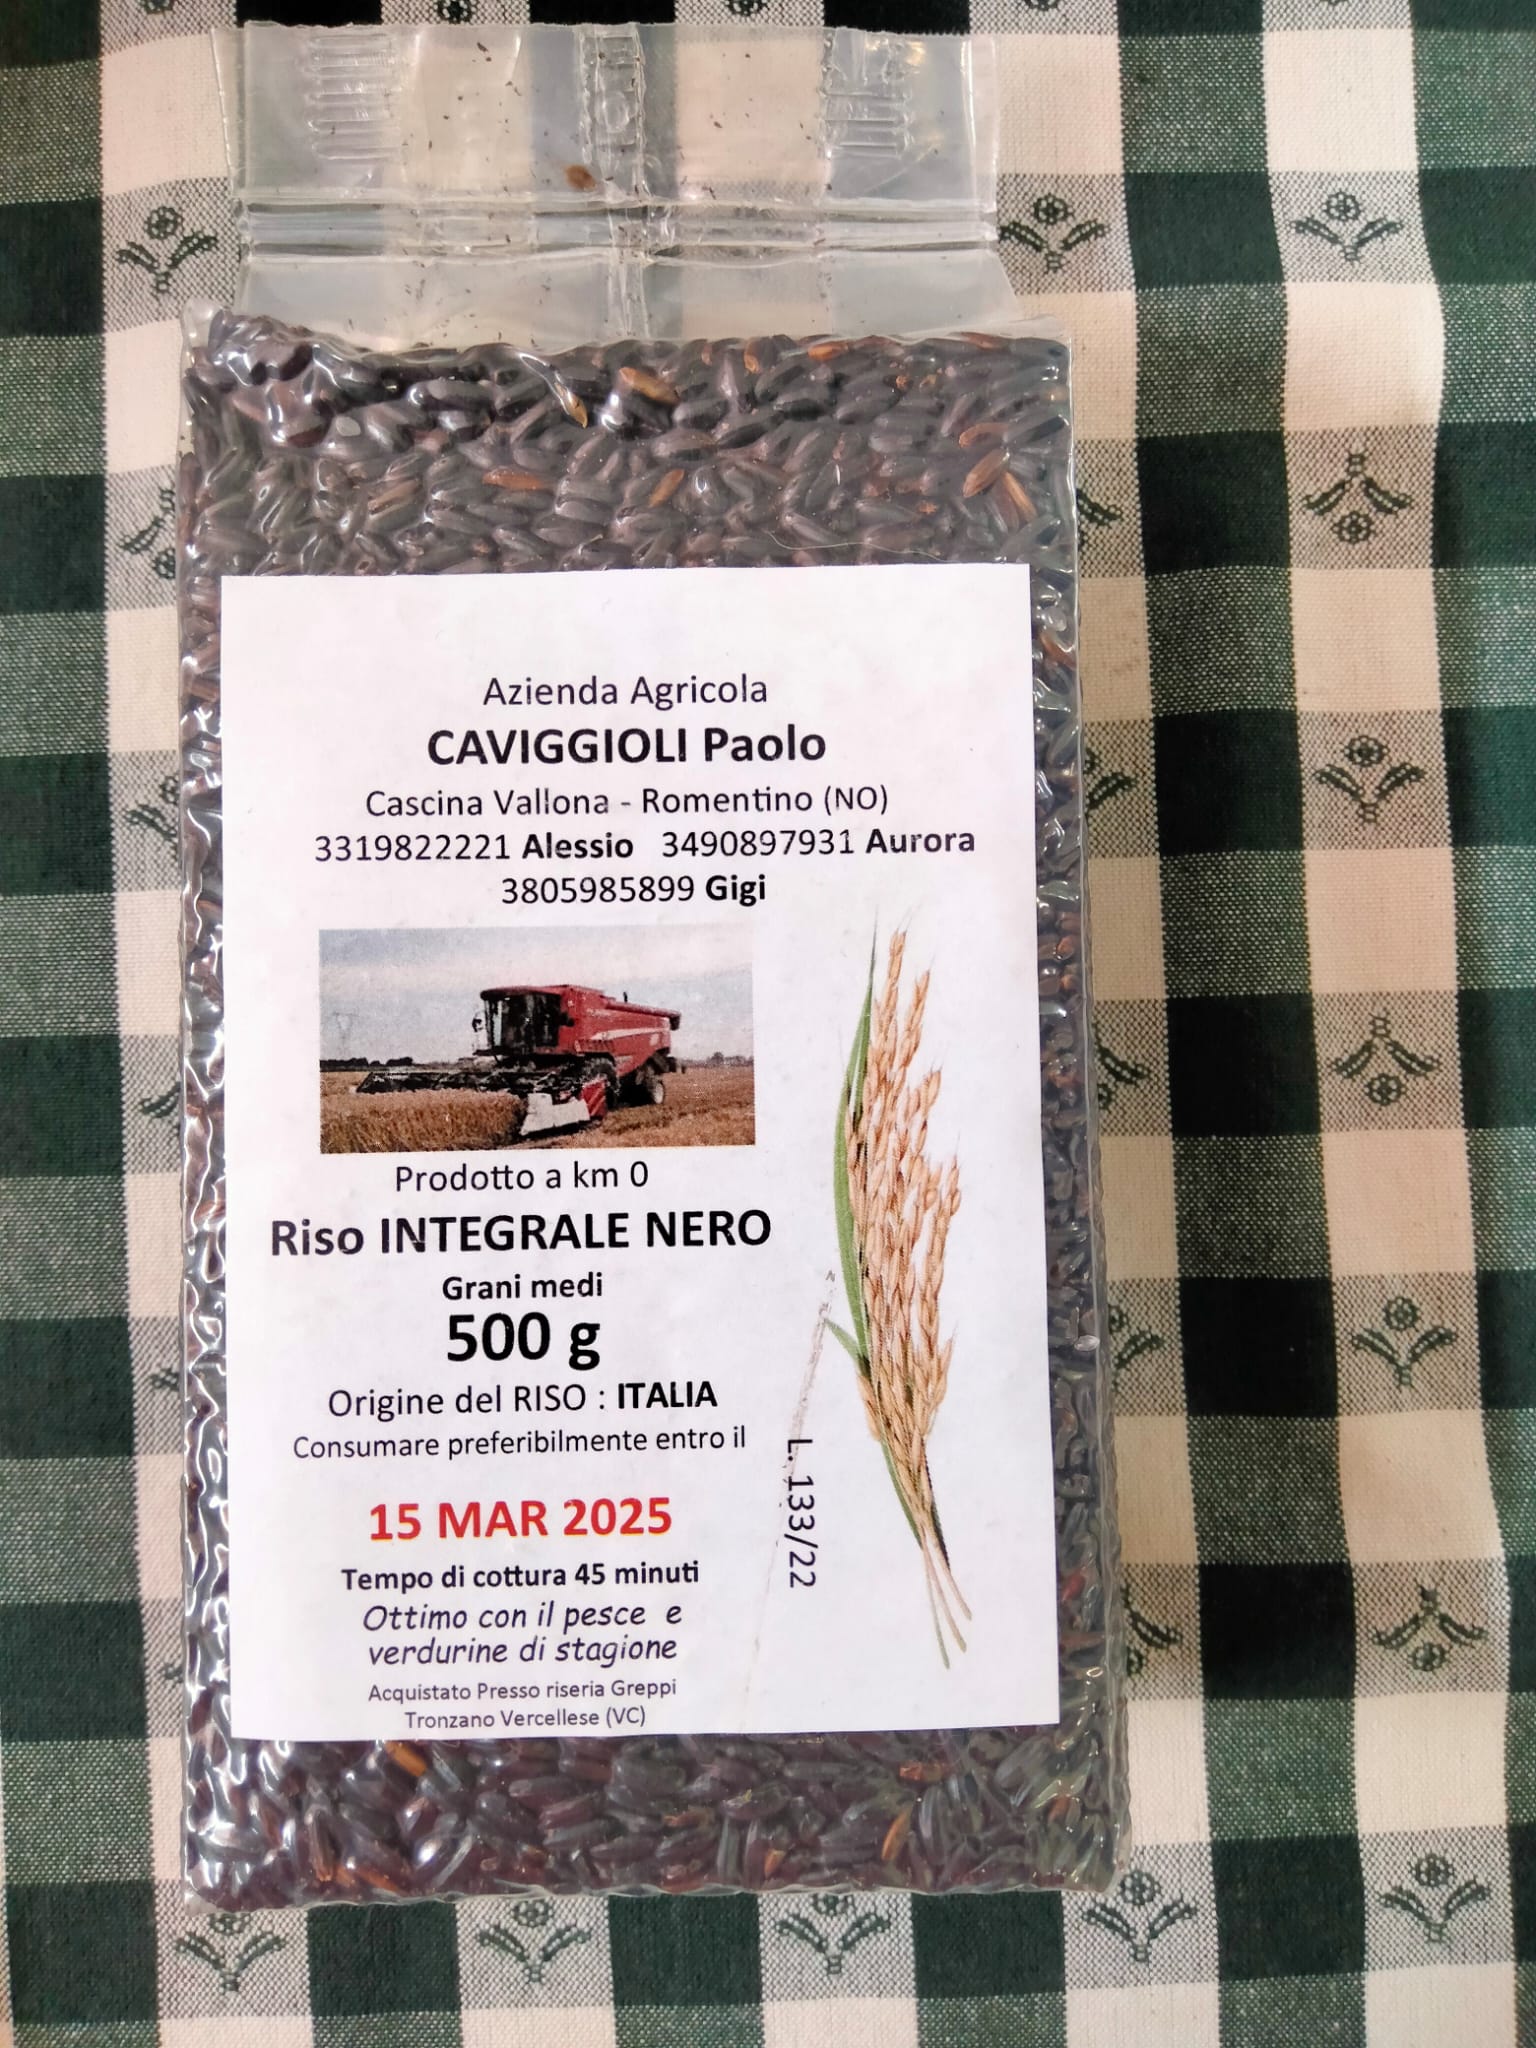 Azienda Agricola
CAVIGGIOLI Paolo
Cascina Vallona - Romentino (NO)
3319822221 Alessio 3490897931 Aurora
3805985899 Gigi
Prodotto a km 0
Riso INTEGRALE NERO
Grani medi
500 g
Origine del RISO : ITALIA
Consumare preferibilmente entro il
15 MAR 2025
Tempo di cottura 45 minuti
Ottimo con il pesce e
verdurine di stagione
Acquistato Presso riseria Greppi
Tronzano Vercellese (VC)
L. 133/22